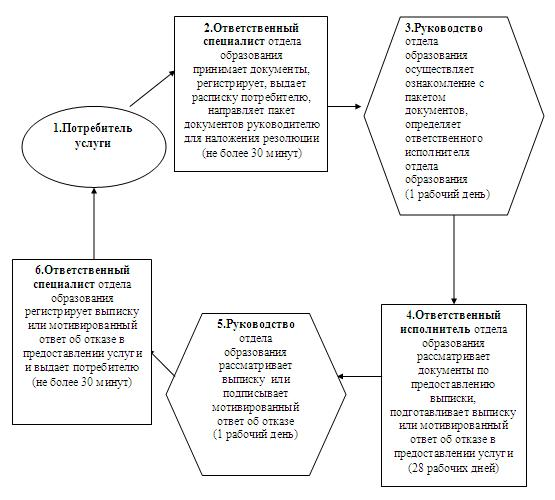 1.Потребитель
услуги
2.Ответственный
специалист отдела
образования
принимает документы,
регистрирует, выдает
расписку потребителю,
направляет пакет
документов руководителю
для наложения резолюции
(не более 30 минут)
3.Руководство
отдела
образования
осуществляет
ознакомление с
пакетом
документов,
определяет
ответственного
исполнителя
отдела
образования
(1 рабочий день)
4.Ответственный
исполнитель отдела
образования
рассматривает
документы по
предоставлению
выписки,
подготавливает выписку
или мотивированный
ответ об отказе в
предоставлении услуги
(28 рабочих дней)
5.Руководство
отдела
образования
рассматривает
выписку или
подписывает
мотивированный
ответ об отказе
(1 рабочий день)
6.Ответственный
специалист отдела
образования
регистрирует выписку
или мотивированный
ответ об отказе в
предоставлении услуги
и выдает потребителю
(не более 30 минут)